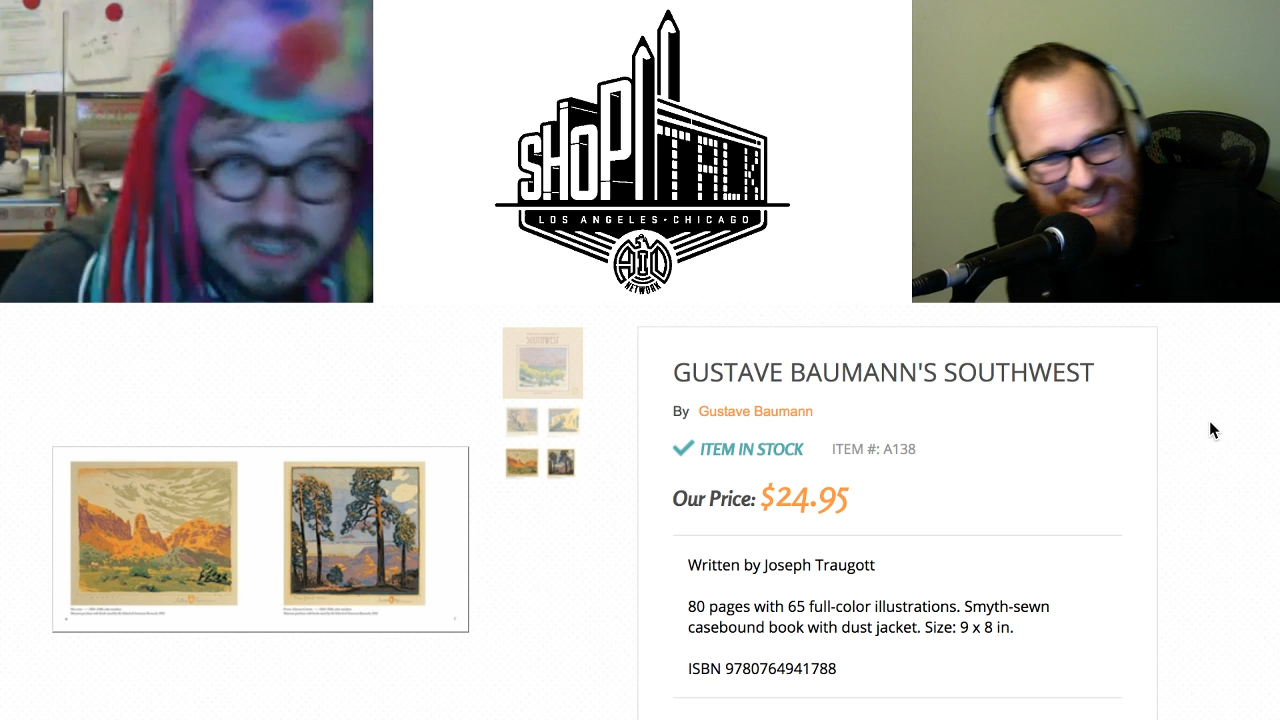 SHOP TALK
LOS ANGELES • CHICAGO
AID
NETWORK
SOUTHWEST
GUSTAVE BAUMANN'S SOUTHWEST
By Gustave Baumann
ITEM IN STOCK ITEM #: A138
Our Price: $24.95
Written by Joseph Traugott
80 pages with 65 full-color illustrations. Smyth-sewn
casebound book with dust jacket. Size: 9 x 8 in.
ISBN 9780764941788